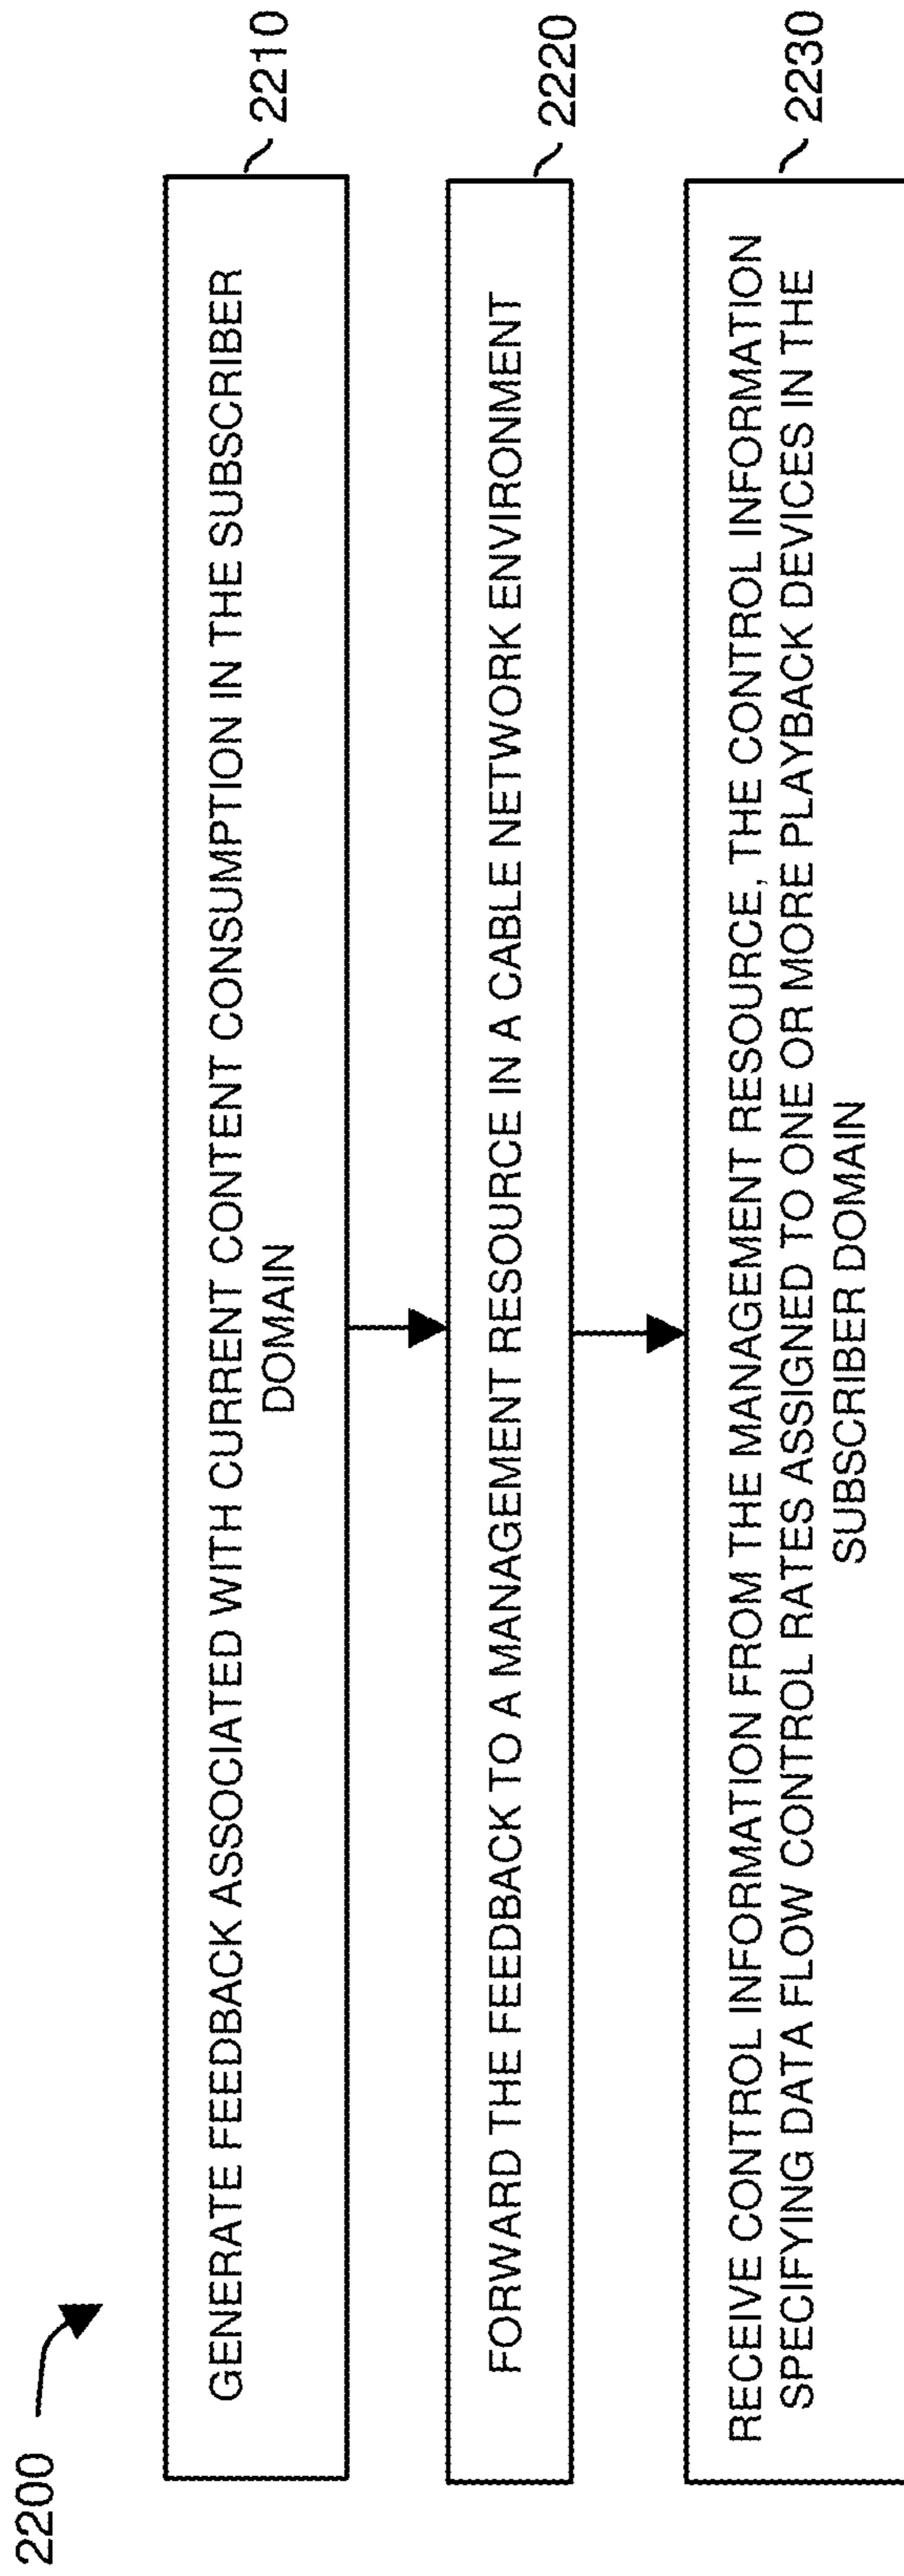 2200
GENERATE FEEDBACK ASSOCIATED WITH CURRENT CONTENT CONSUMPTION IN THE SUBSCRIBER
DOMAIN
2210
FORWARD THE FEEDBACK TO A MANAGEMENT RESOURCE IN A CABLE NETWORK ENVIRONMENT
2220
RECEIVE CONTROL INFORMATION FROM THE MANAGEMENT RESOURCE, THE CONTROL INFORMATION
SPECIFYING DATA FLOW CONTROL RATES ASSIGNED TO ONE OR MORE PLAYBACK DEVICES IN THE
SUBSCRIBER DOMAIN
2230